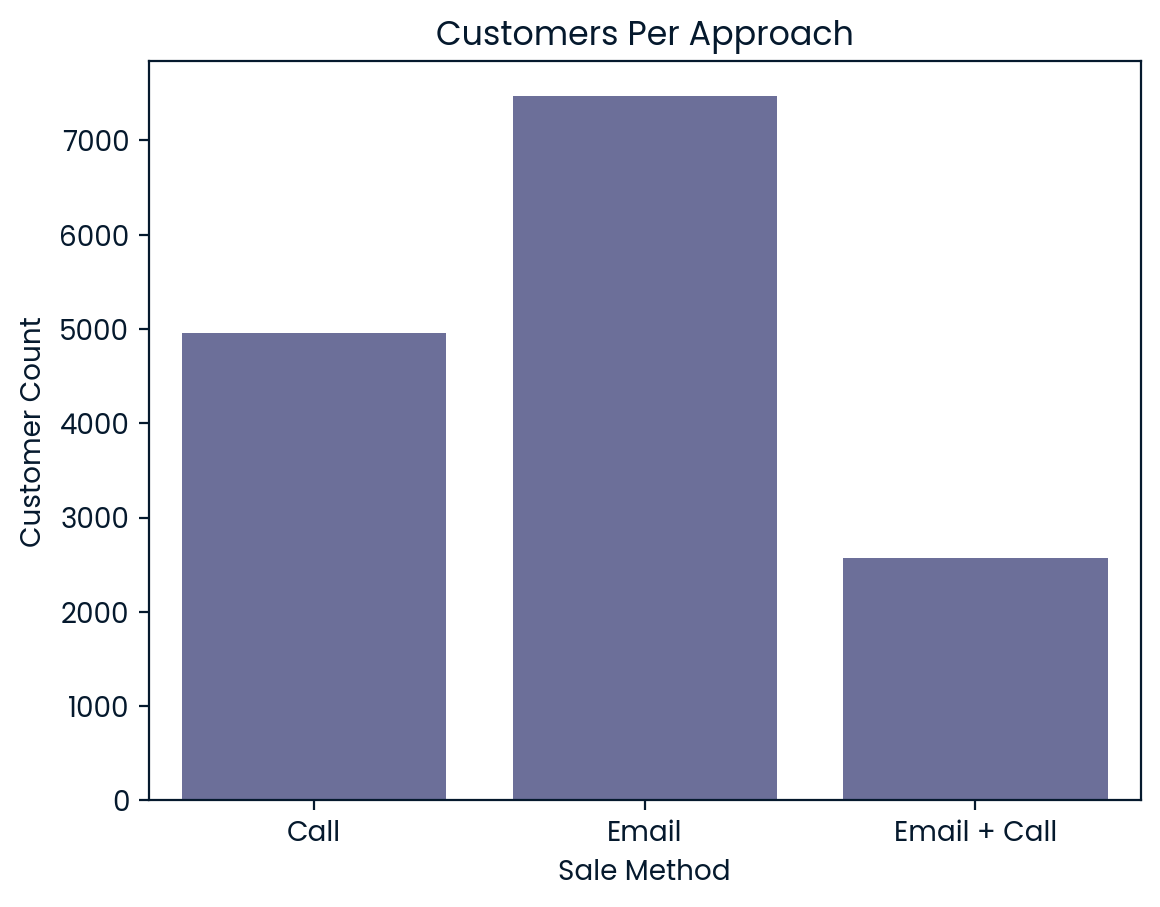 Customers Per Approach
7000
6000
5000
4000
3000
2000
1000
0
Customer Count
Call
Email
Email + Call
Sale Method